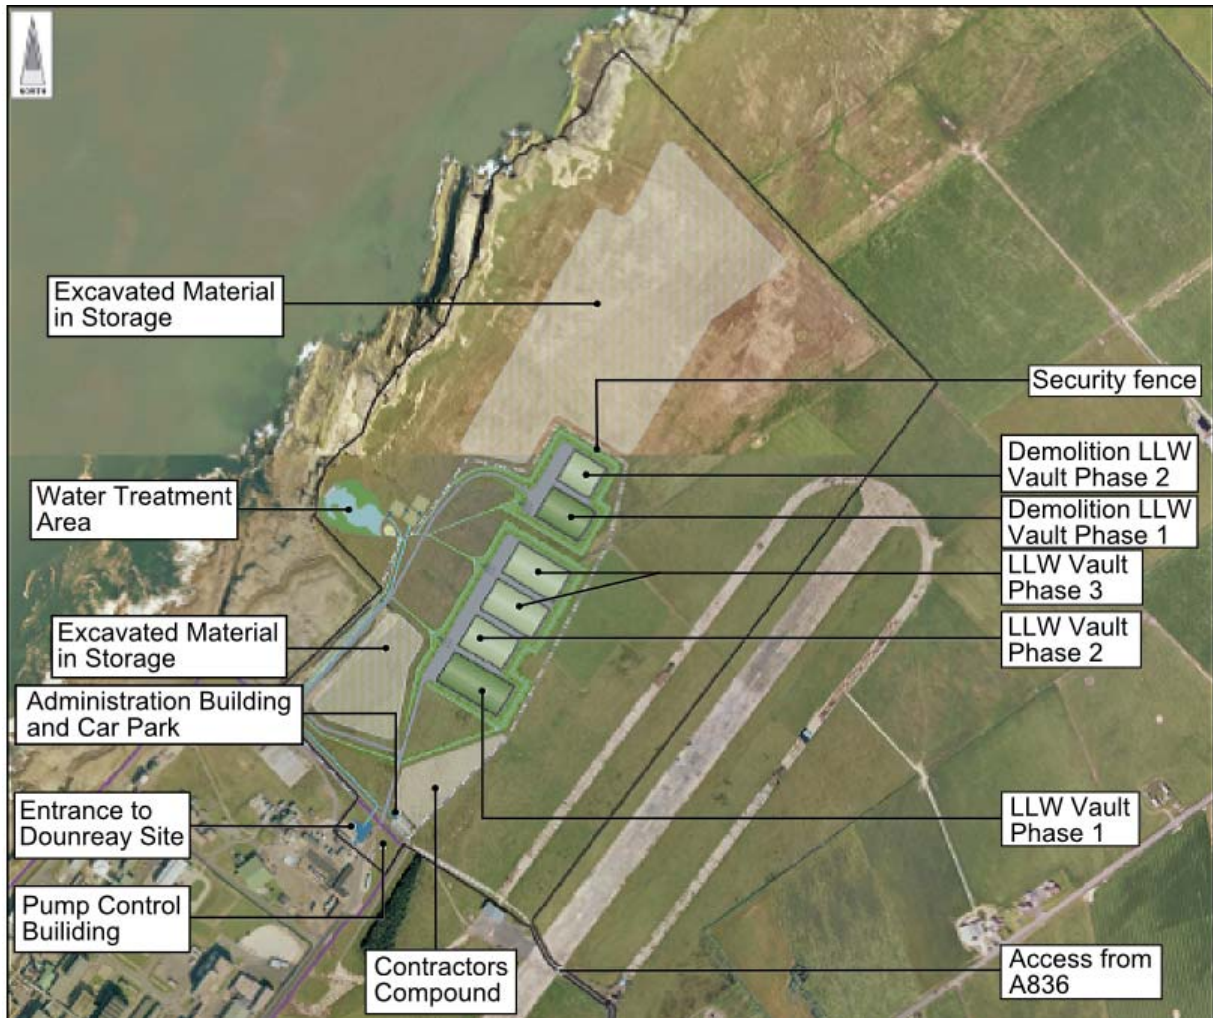 NORTH
Excavated Material
in Storage
Security fence
Demolition LLW
Vault Phase 2
Water Treatment
Area
Demolition LLW
Vault Phase 1
LLW Vault
Phase 3
Excavated Material
in Storage
LLW Vault
Phase 2
Administration Building
and Car Park
Entrance to
Dounreay Site
LLW Vault
Phase 1
Pump Control
Builiding
Contractors
Compound
Access from
A836